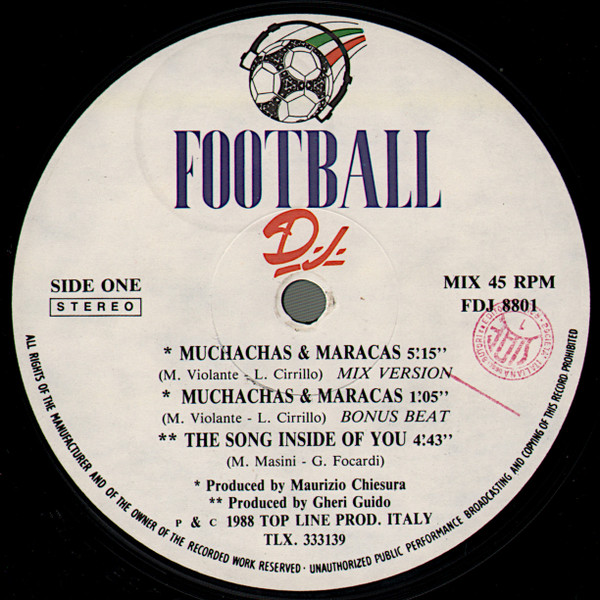 FOOTBALL
D.J.
SIDE ONE
STEREO
MIX 45 RPM
FDJ 8801
* MUCHACHAS & MARACAS 5:15"
(M. Violante - L. Cirrillo) MIX VERSION
* MUCHACHAS & MARACAS 1:05"
(M. Violante - L. Cirrillo) BONUS BEAT
** THE SONG INSIDE OF YOU 4:43"
(M. Masini - G. Focardi)
* Produced by Maurizio Chiesura
** Produced by Gheri Guido
P & C 1988 TOP LINE PROD. ITALY
TLX. 333139
ALL RIGHTS OF THE MANUFACTURER AND OF THE OWNER OF THE RECORDED WORK RESERVED · UNAUTHORIZED PUBLIC PERFORMANCE BROADCASTING AND COPYING OF THIS RECORD PROHIBITED